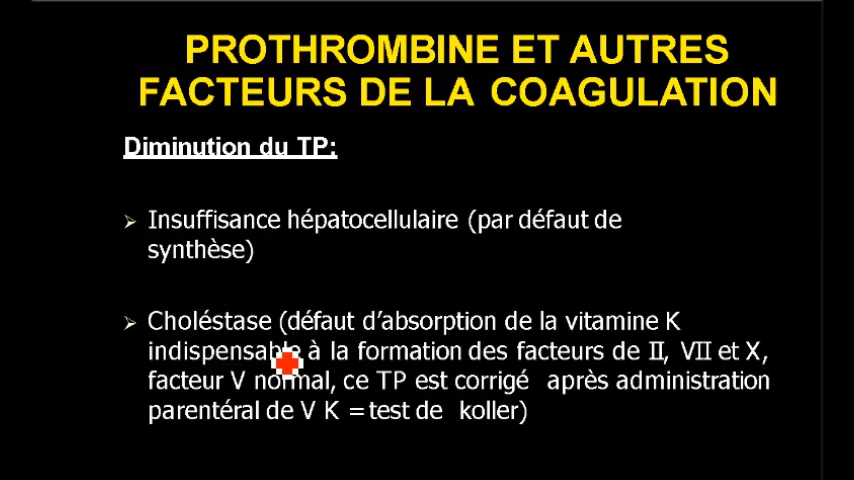 PROTHROMBINE ET AUTRES
FACTEURS DE LA COAGULATION
Diminution du TP:
Insuffisance hépatocellulaire (par défaut de
synthèse)
Choléstase (défaut d'absorption de la vitamine K
indispensable à la formation des facteurs de II, VII et X,
facteur V normal, ce TP est corrigé après administration
parentéral de V K =test de koller)